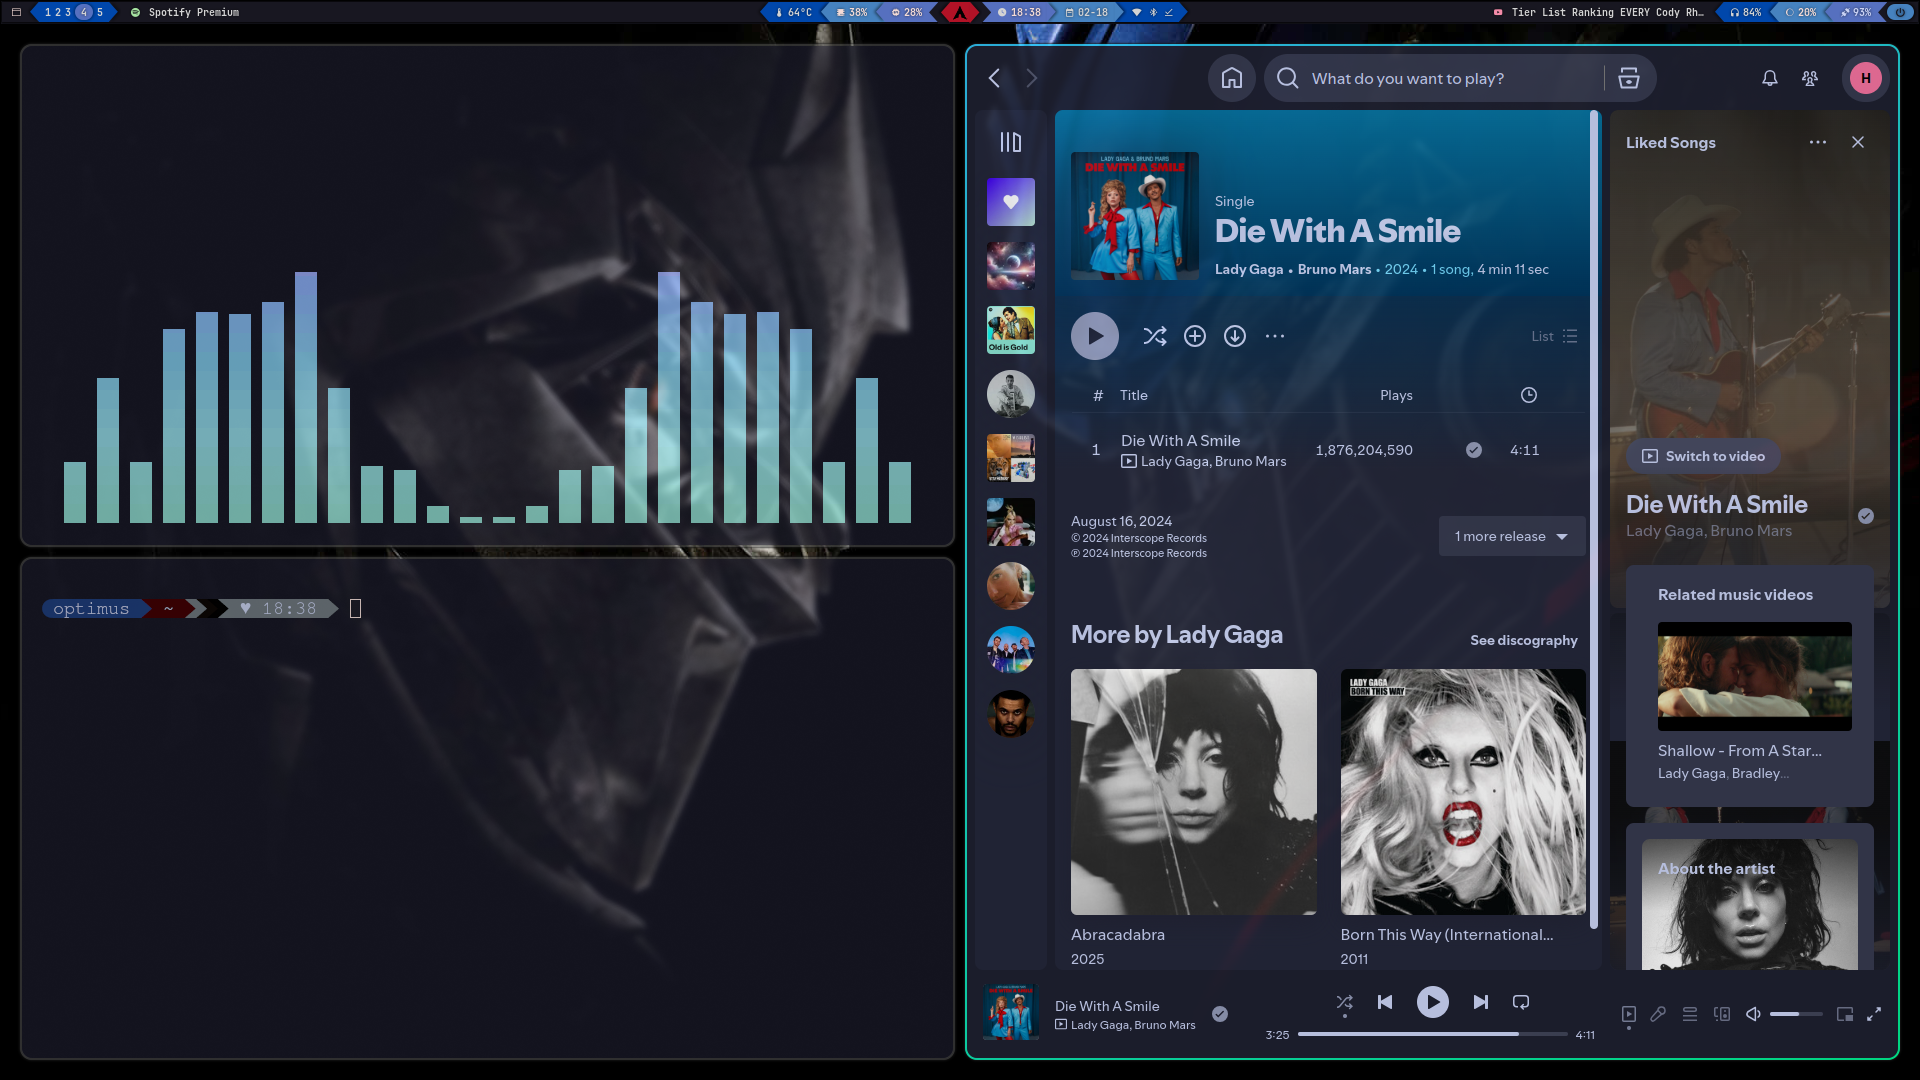 1 2 3 4 5 Spotify Premium
64°C 38% 28% 18:38 02-18
Tier List Ranking EVERY Cody Rh…
84% 20% 93%
optimus ~ ♥ 18:38
What do you want to play?
H
Old is Gold
LADY GAGA & BRUNO MARS
DIE WITH A SMILE
Single
Die With A Smile
Lady Gaga • Bruno Mars • 2024 • 1 song, 4 min 11 sec
List
# Title Plays
1 Die With A Smile 1,876,204,590 4:11
Lady Gaga, Bruno Mars
August 16, 2024
© 2024 Interscope Records
℗ 2024 Interscope Records
1 more release
More by Lady Gaga
See discography
LADY GAGA
BORN THIS WAY
Abracadabra
2025
Born This Way (International…
2011
Liked Songs
Switch to video
Die With A Smile
Lady Gaga, Bruno Mars
Related music videos
Shallow - From A Star…
Lady Gaga, Bradley…
About the artist
Die With A Smile
Lady Gaga, Bruno Mars
3:25 4:11